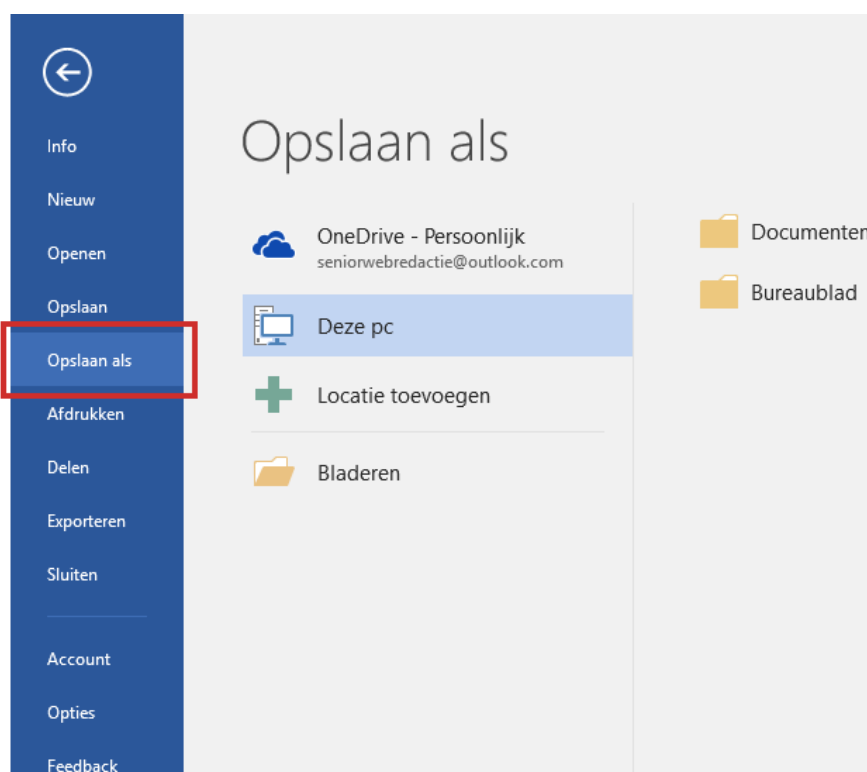 Info
Nieuw
Openen
Opslaan
Opslaan als
Afdrukken
Delen
Exporteren
Sluiten
Account
Opties
Feedback
Opslaan als
OneDrive - Persoonlijk
seniorwebredactie@outlook.com
Deze pc
Locatie toevoegen
Bladeren
Documenten
Bureaublad